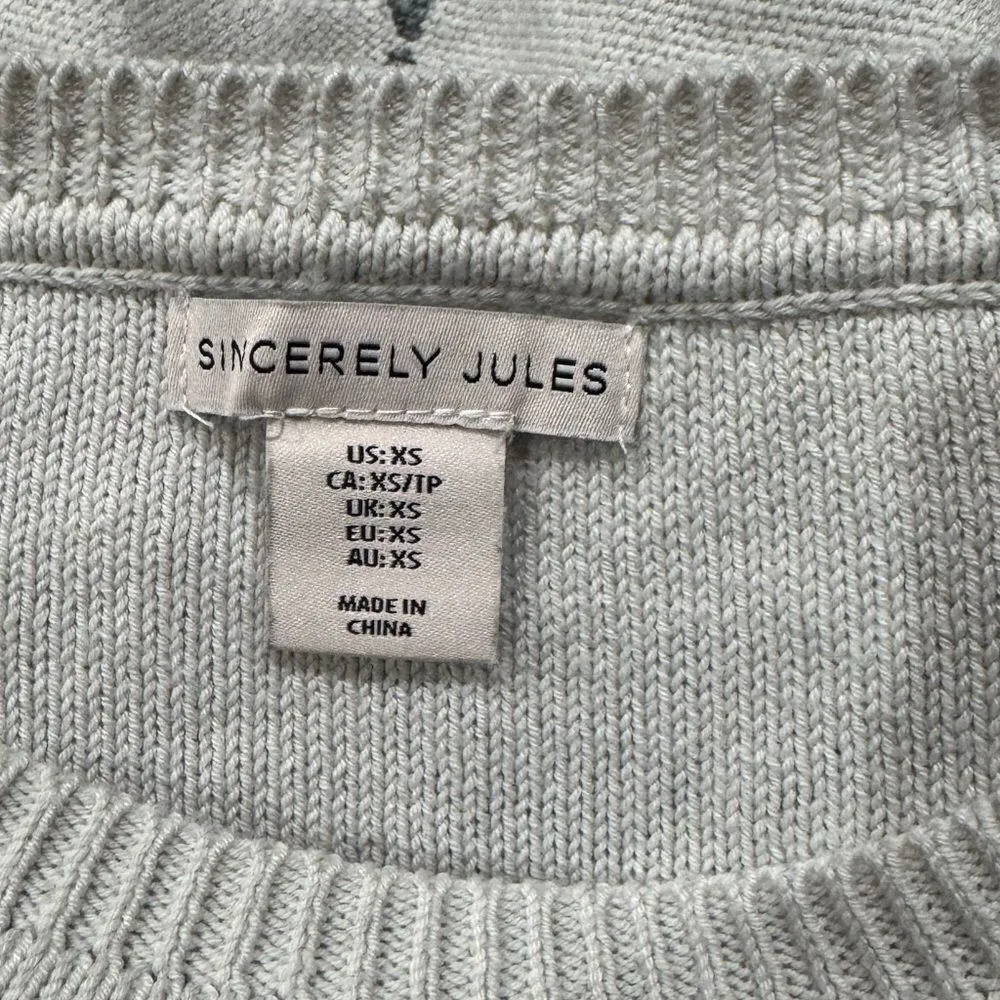 SINCERELY JULES
US: XS
CA: XS/TP
UK: XS
EU: XS
AU: XS
MADE IN
CHINA